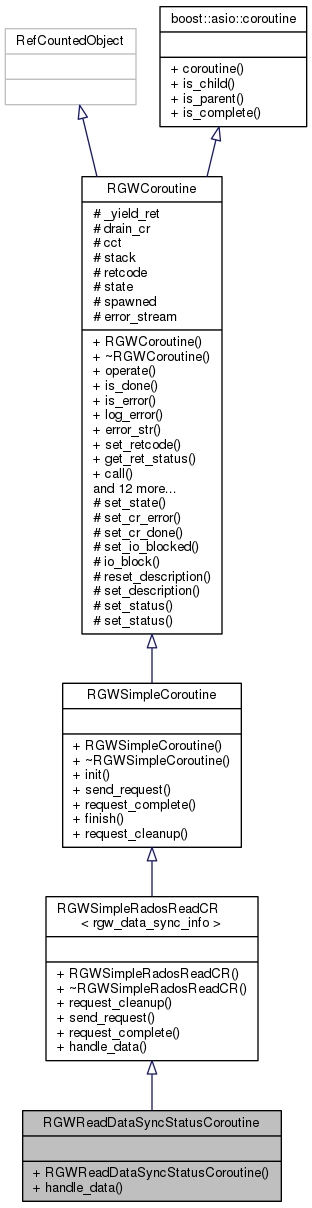 RefCountedObject
boost::asio::coroutine
+ coroutine()
+ is_child()
+ is_parent()
+ is_complete()
RGWCoroutine
# _yield_ret
# drain_cr
# cct
# stack
# retcode
# state
# spawned
# error_stream
+ RGWCoroutine()
+ ~RGWCoroutine()
+ operate()
+ is_done()
+ is_error()
+ log_error()
+ error_str()
+ set_retcode()
+ get_ret_status()
+ call()
and 12 more...
# set_state()
# set_cr_error()
# set_cr_done()
# set_io_blocked()
# io_block()
# reset_description()
# set_description()
# set_status()
# set_status()
RGWSimpleCoroutine
+ RGWSimpleCoroutine()
+ ~RGWSimpleCoroutine()
+ init()
+ send_request()
+ request_complete()
+ finish()
+ request_cleanup()
RGWSimpleRadosReadCR
< rgw_data_sync_info >
+ RGWSimpleRadosReadCR()
+ ~RGWSimpleRadosReadCR()
+ request_cleanup()
+ send_request()
+ request_complete()
+ handle_data()
RGWReadDataSyncStatusCoroutine
+ RGWReadDataSyncStatusCoroutine()
+ handle_data()